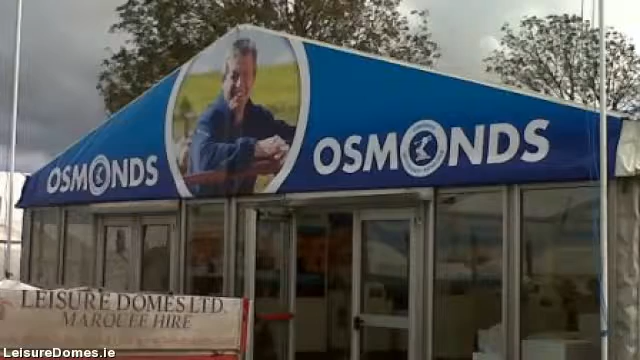 OSMONDS
OSMONDS
LEISURE DOMES LTD.
MARQUEE HIRE
LeisureDomes.ie